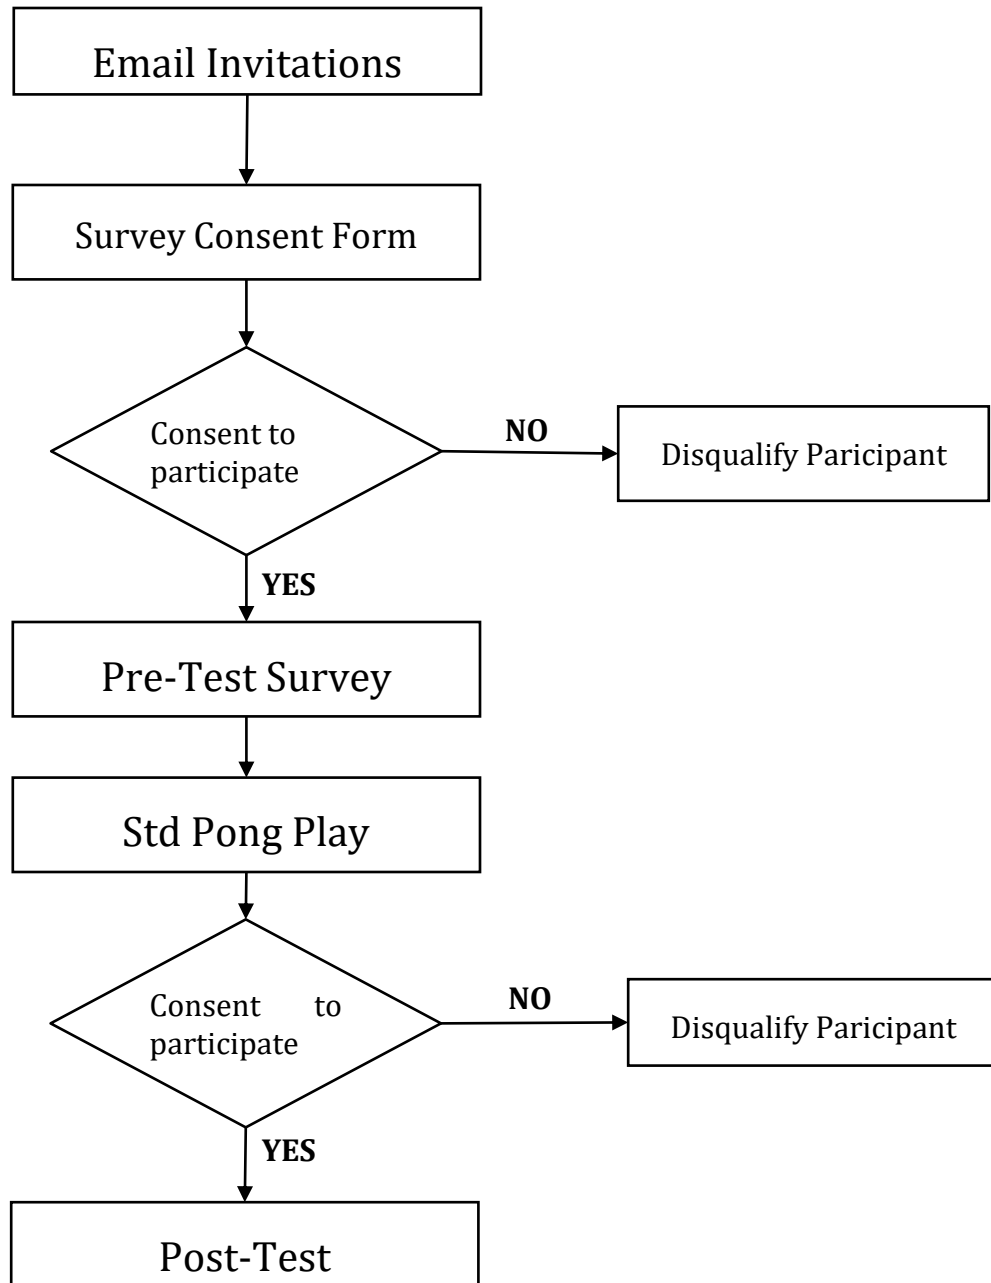 Email Invitations
Survey Consent Form
Consent to
participate
NO
Disqualify Paricipant
YES
Pre-Test Survey
Std Pong Play
Consent to
participate
NO
Disqualify Paricipant
YES
Post-Test